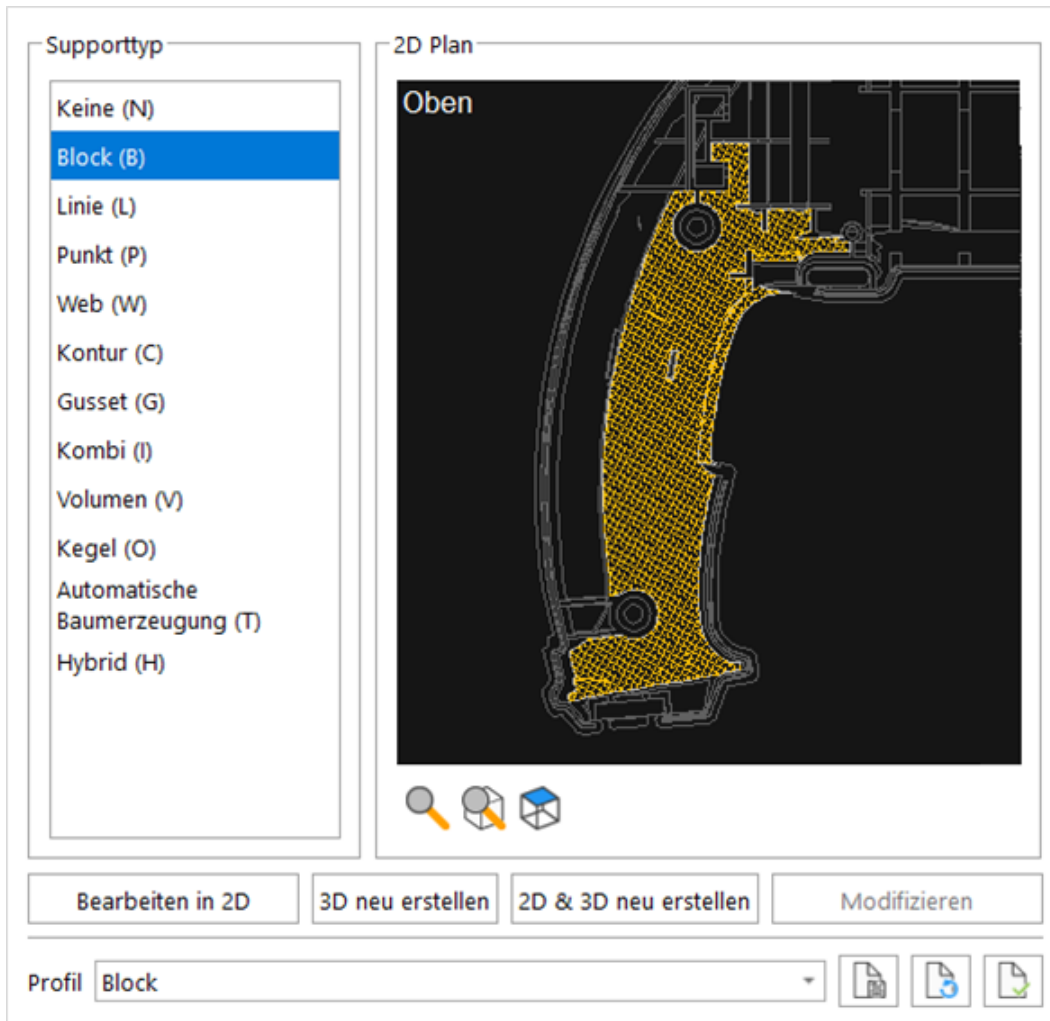 Supporttyp
Keine (N)
Block (B)
Linie (L)
Punkt (P)
Web (W)
Kontur (C)
Gusset (G)
Kombi (I)
Volumen (V)
Kegel (O)
Automatische
Baumerzeugung (T)
Hybrid (H)
2D Plan
Oben
Bearbeiten in 2D
3D neu erstellen
2D & 3D neu erstellen
Modifizieren
Profil
Block